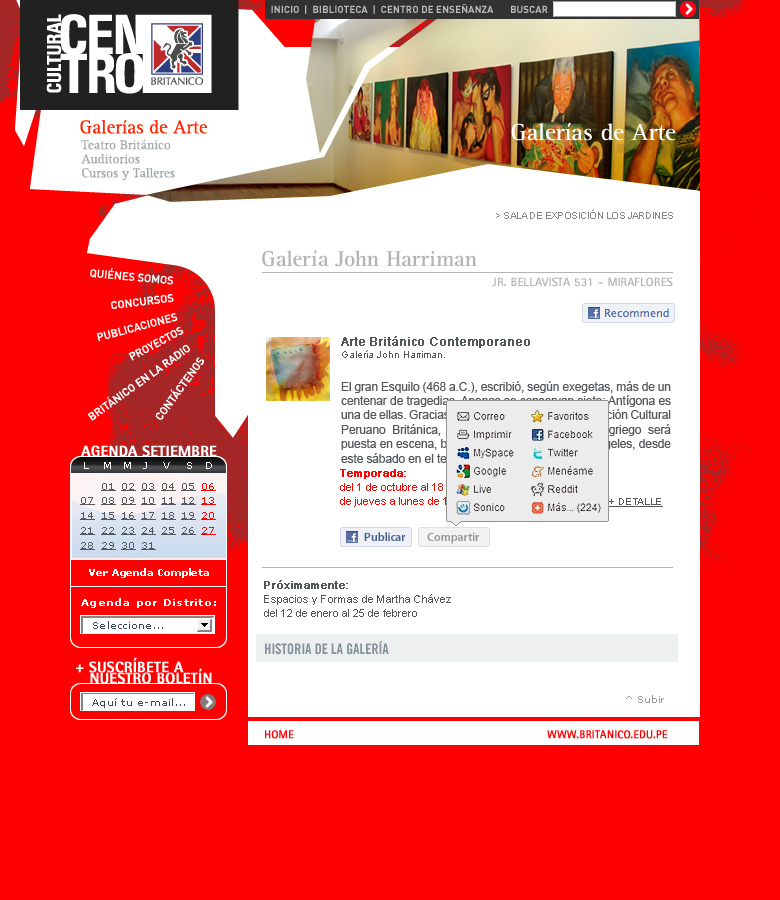 INICIO | BIBLIOTECA | CENTRO DE ENSEÑANZA BUSCAR
CENTRO
CULTURAL
BRITANICO
Galerías de Arte
Teatro Británico
Auditorios
Cursos y Talleres
Galerías de Arte
> SALA DE EXPOSICIÓN LOS JARDINES
Galería John Harriman
JR. BELLAVISTA 531 - MIRAFLORES
Recommend
QUIÉNES SOMOS
CONCURSOS
PUBLICACIONES
PROYECTOS
BRITÁNICO EN LA RADIO
CONTÁCTENOS
Arte Británico Contemporaneo
Galería John Harriman.
El gran Esquilo (468 a.C.), escribió, según exegetas, más de un
centenar de tragedias. Apenas se conservan siete: Antígona es
una de ellas. Gracias ción Cultural
Peruano Británica, griego será
puesta en escena, b geles, desde
este sábado en el te
Temporada:
del 1 de octubre al 18
de jueves a lunes de 1 + DETALLE
Correo Favoritos
Imprimir Facebook
MySpace Twitter
Google Menéame
Live Reddit
Sonico Más... (224)
Publicar Compartir
Próximamente:
Espacios y Formas de Martha Chávez
del 12 de enero al 25 de febrero
HISTORIA DE LA GALERÍA
^ Subir
AGENDA SETIEMBRE
L M M J V S D
01 02 03 04 05 06
07 08 09 10 11 12 13
14 15 16 17 18 19 20
21 22 23 24 25 26 27
28 29 30 31
Ver Agenda Completa
Agenda por Distrito:
Seleccione...
+ SUSCRÍBETE A
NUESTRO BOLETÍN
Aquí tu e-mail...
HOME WWW.BRITANICO.EDU.PE